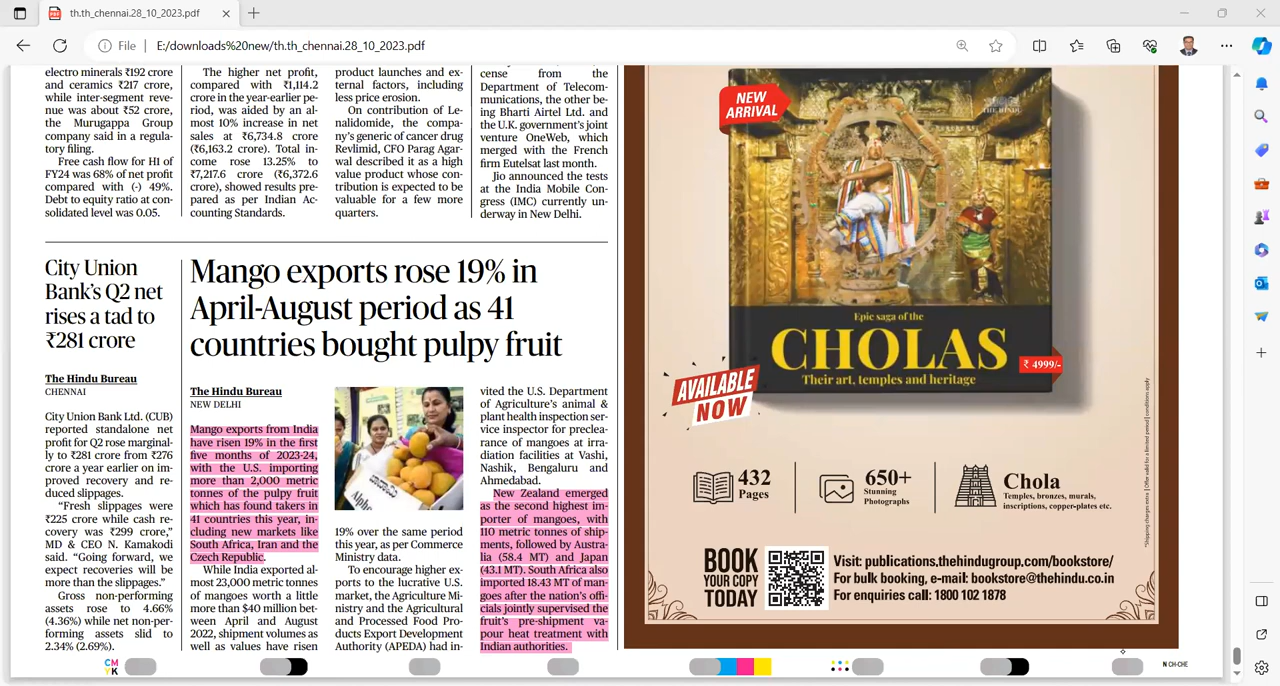 th.th_chennai.28_10_2023.pdf
File
E:/downloads%20new/th.th_chennai.28_10_2023.pdf
electro minerals ₹192 crore
and ceramics ₹217 crore,
while inter-segment reve-
nue was about ₹52 crore,
the Murugappa Group
company said in a regula-
tory filing.
Free cash flow for H1 of
FY24 was 68% of net profit
compared with (-) 49%.
Debt to equity ratio at con-
solidated level was 0.05.
The higher net profit,
compared with ₹1,114.2
crore in the year-earlier pe-
riod, was aided by an al-
most 10% increase in net
sales at ₹6,734.8 crore
(₹6,163.2 crore). Total in-
come rose 13.25% to
₹7,217.6 crore (₹6,372.6
crore), showed results pre-
pared as per Indian Ac-
counting Standards.
product launches and ex-
ternal factors, including
less price erosion.
On contribution of Le-
nalidomide, the compa-
ny's generic of cancer drug
Revlimid, CFO Parag Agar-
wal described it as a high
value product whose con-
tribution is expected to be
valuable for a few more
quarters.
cense from the
Department of Telecom-
munications, the other be-
ing Bharti Airtel Ltd. and
the U.K. government's joint
venture OneWeb, which
merged with the French
firm Eutelsat last month.
Jio announced the
tests at the India Mobile Con-
gress (IMC) currently un-
derway in New Delhi.
City Union
Bank's Q2 net
rises a tad to
₹281 crore
The Hindu Bureau
CHENNAI
City Union Bank Ltd. (CUB)
reported standalone net
profit for Q2 rose marginal-
ly to ₹281 crore from ₹276
crore a year earlier on im-
proved recovery and re-
duced slippages.
"Fresh slippages were
₹225 crore while cash re-
covery was ₹299 crore,"
MD & CEO N. Kamakodi
said. "Going forward, we
expect recoveries will be
more than the slippages."
Gross non-performing
assets rose to 4.66%
(4.36%) while net non-per-
forming assets slid to
2.34% (2.69%).
Mango exports rose 19% in
April-August period as 41
countries bought pulpy fruit
The Hindu Bureau
NEW DELHI
Mango exports from India
have risen 19% in the first
five months of 2023-24,
with the U.S. importing
more than 2,000 metric
tonnes of the pulpy fruit
which has found takers in
41 countries this year, in-
cluding new markets like
South Africa, Iran and the
Czech Republic.
While India exported al-
most 23,000 metric tonnes
of mangoes worth a little
more than $40 million bet-
ween April and August
2022, shipment volumes as
well as values have risen
19% over the same period
this year, as per Commerce
Ministry data.
To encourage higher ex-
ports to the lucrative U.S.
market, the Agriculture Mi-
nistry and the Agricultural
and Processed Food Pro-
ducts Export Development
Authority (APEDA) had in-
vited the U.S. Department
of Agriculture's animal &
plant health inspection ser-
vice inspector for preclea-
rance of mangoes at irra-
diation facilities at Vashi,
Nashik, Bengaluru and
Ahmedabad.
New Zealand emerged
as the second highest im-
porter of mangoes, with
110 metric tonnes of ship-
ments, followed by Austra-
lia (58.4 MT) and Japan
(43.1 MT). South Africa also
imported 18.43 MT of man-
goes after the nation's offi-
cials jointly supervised the
fruit's pre-shipment va-
pour heat treatment with
Indian authorities.
NEW
ARRIVAL
THE HINDU
Epic saga of the
CHOLAS
Their art, temples and heritage
₹ 4999/-
AVAILABLE
NOW
432
Pages
650+
Stunning
Photographs
Chola
Temples, bronzes, murals,
inscriptions, copper-plates etc.
*Shipping charges extra | Offer valid for a limited period | conditions apply
BOOK
YOUR COPY
TODAY
Visit: publications.thehindugroup.com/bookstore/
For bulk booking, e-mail: bookstore@thehindu.co.in
For enquiries call: 1800 102 1878
CM
YK
N CH-CHE